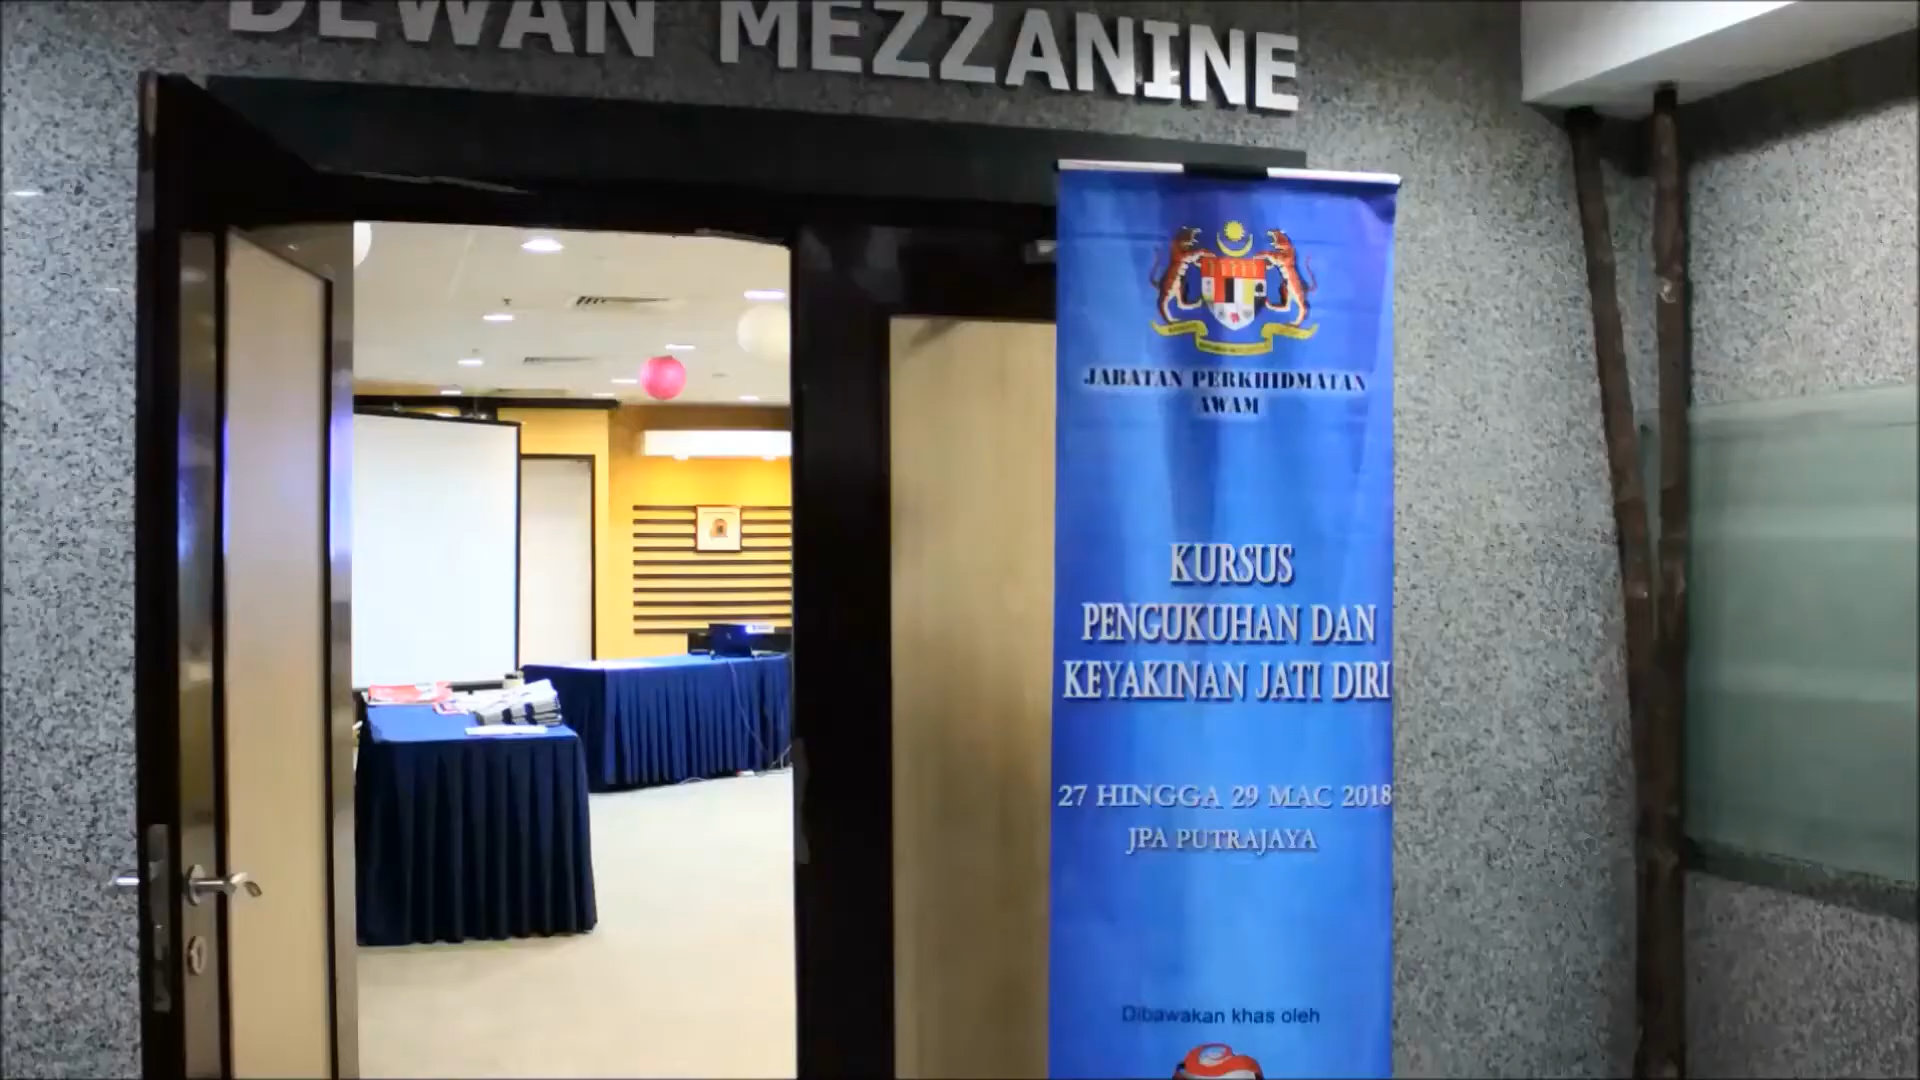 DEWAN MEZZANINE
JABATAN PERKHIDMATAN
AWAM
KURSUS
PENGUKUHAN DAN
KEYAKINAN JATI DIRI
27 HINGGA 29 MAC 2018
JPA PUTRAJAYA
Dibawakan khas oleh